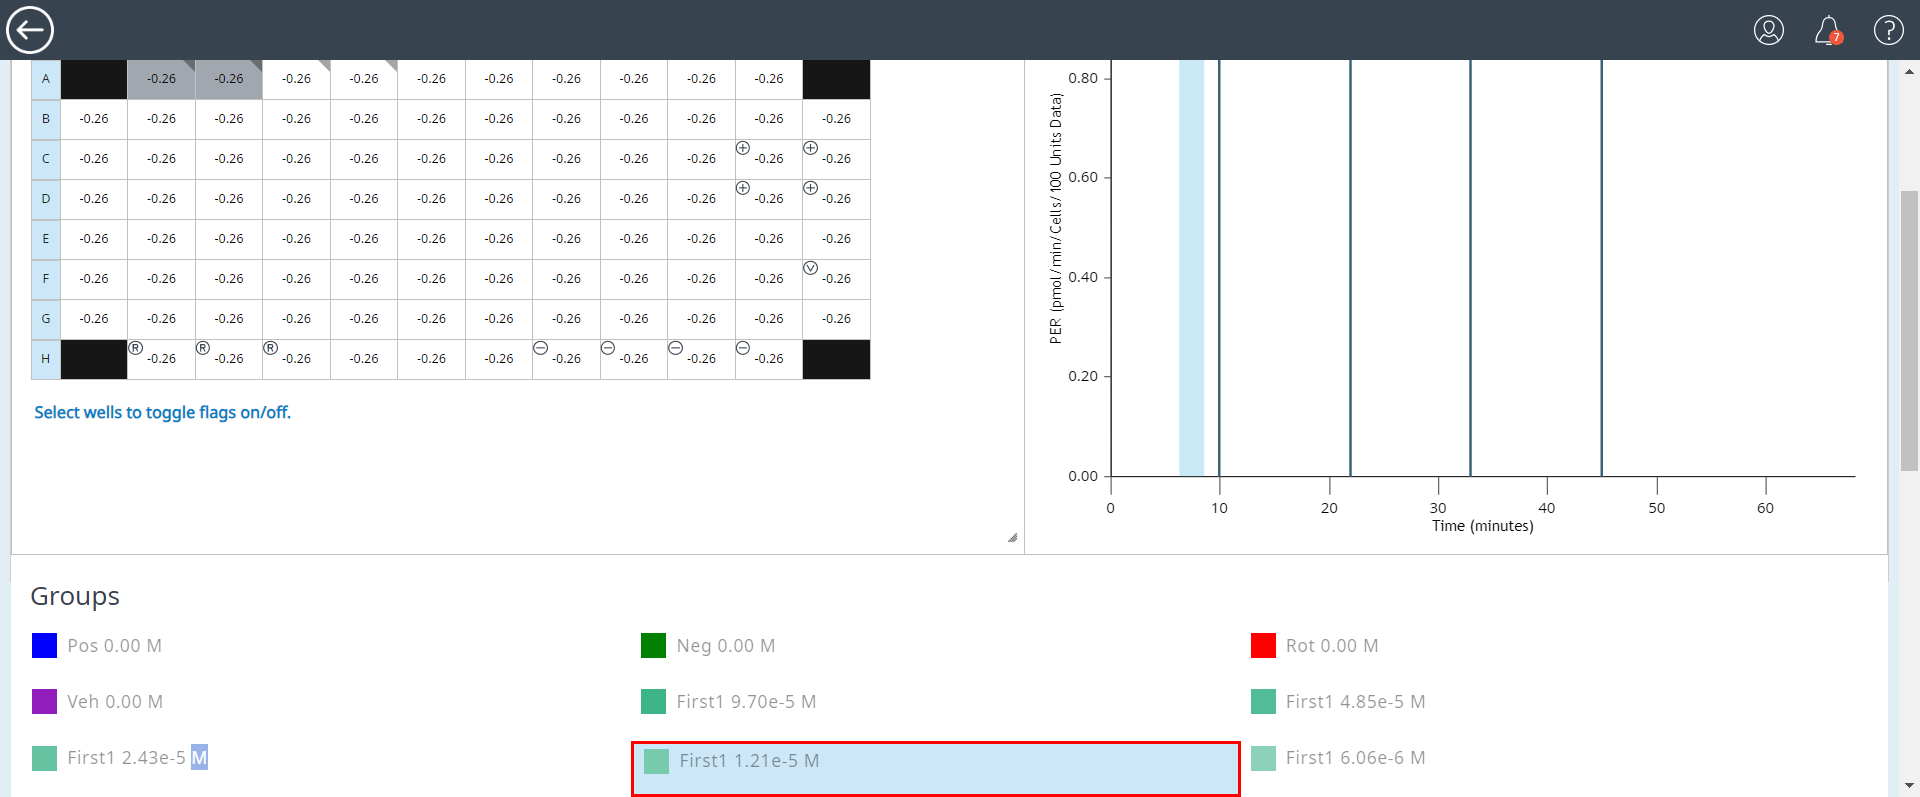 7
?
A -0.26 -0.26 -0.26 -0.26 -0.26 -0.26 -0.26 -0.26 -0.26 -0.26
B -0.26 -0.26 -0.26 -0.26 -0.26 -0.26 -0.26 -0.26 -0.26 -0.26 -0.26 -0.26
C -0.26 -0.26 -0.26 -0.26 -0.26 -0.26 -0.26 -0.26 -0.26 -0.26 + -0.26 + -0.26
D -0.26 -0.26 -0.26 -0.26 -0.26 -0.26 -0.26 -0.26 -0.26 -0.26 + -0.26 + -0.26
E -0.26 -0.26 -0.26 -0.26 -0.26 -0.26 -0.26 -0.26 -0.26 -0.26 -0.26 -0.26
F -0.26 -0.26 -0.26 -0.26 -0.26 -0.26 -0.26 -0.26 -0.26 -0.26 -0.26 V -0.26
G -0.26 -0.26 -0.26 -0.26 -0.26 -0.26 -0.26 -0.26 -0.26 -0.26 -0.26 -0.26
H R -0.26 R -0.26 R -0.26 -0.26 -0.26 -0.26 − -0.26 − -0.26 − -0.26 − -0.26
Select wells to toggle flags on/off.
PER (pmol/min/Cells/100 Units Data)
0.80
0.60
0.40
0.20
0.00
0 10 20 30 40 50 60
Time (minutes)
Groups
Pos 0.00 M
Neg 0.00 M
Rot 0.00 M
Veh 0.00 M
First1 9.70e-5 M
First1 4.85e-5 M
First1 2.43e-5 M
First1 1.21e-5 M
First1 6.06e-6 M